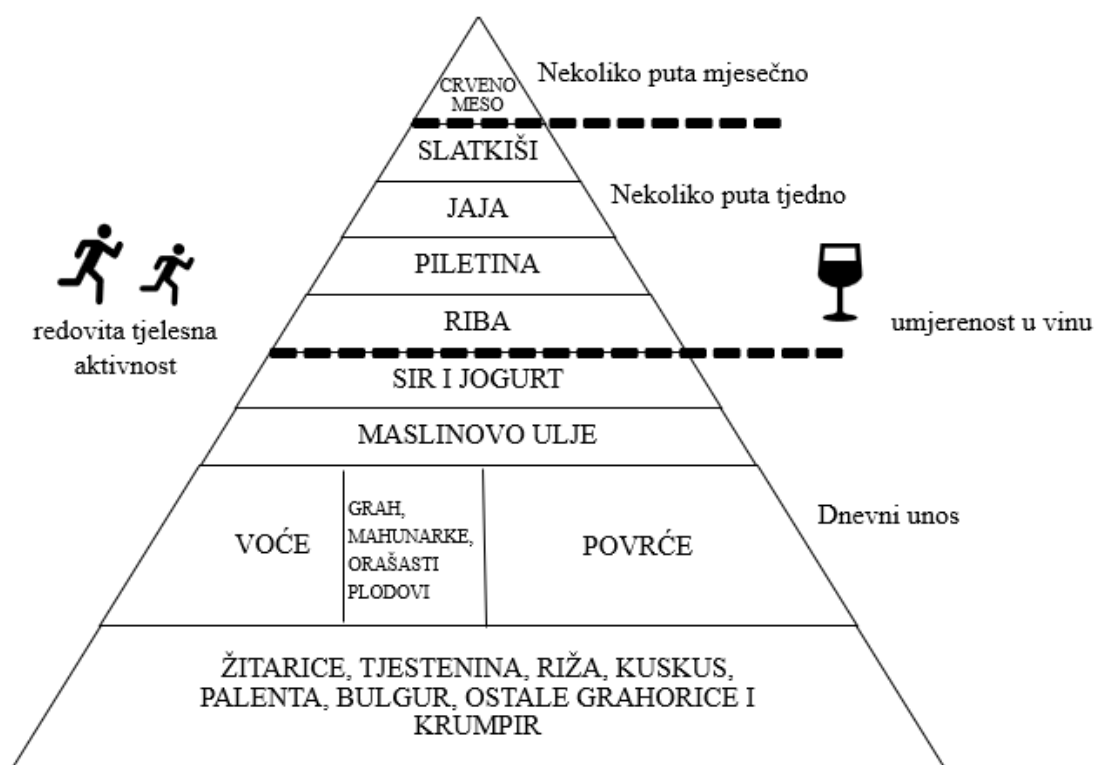 CRVENO
MESO
Nekoliko puta mjesečno
SLATKIŠI
Nekoliko puta tjedno
JAJA
PILETINA
RIBA
redovita tjelesna
aktivnost
umjerenost u vinu
SIR I JOGURT
MASLINOVO ULJE
VOĆE
GRAH,
MAHUNARKE,
ORAŠASTI
PLODOVI
POVRĆE
Dnevni unos
ŽITARICE, TJESTENINA, RIŽA, KUSKUS,
PALENTA, BULGUR, OSTALE GRAHORICE I
KRUMPIR